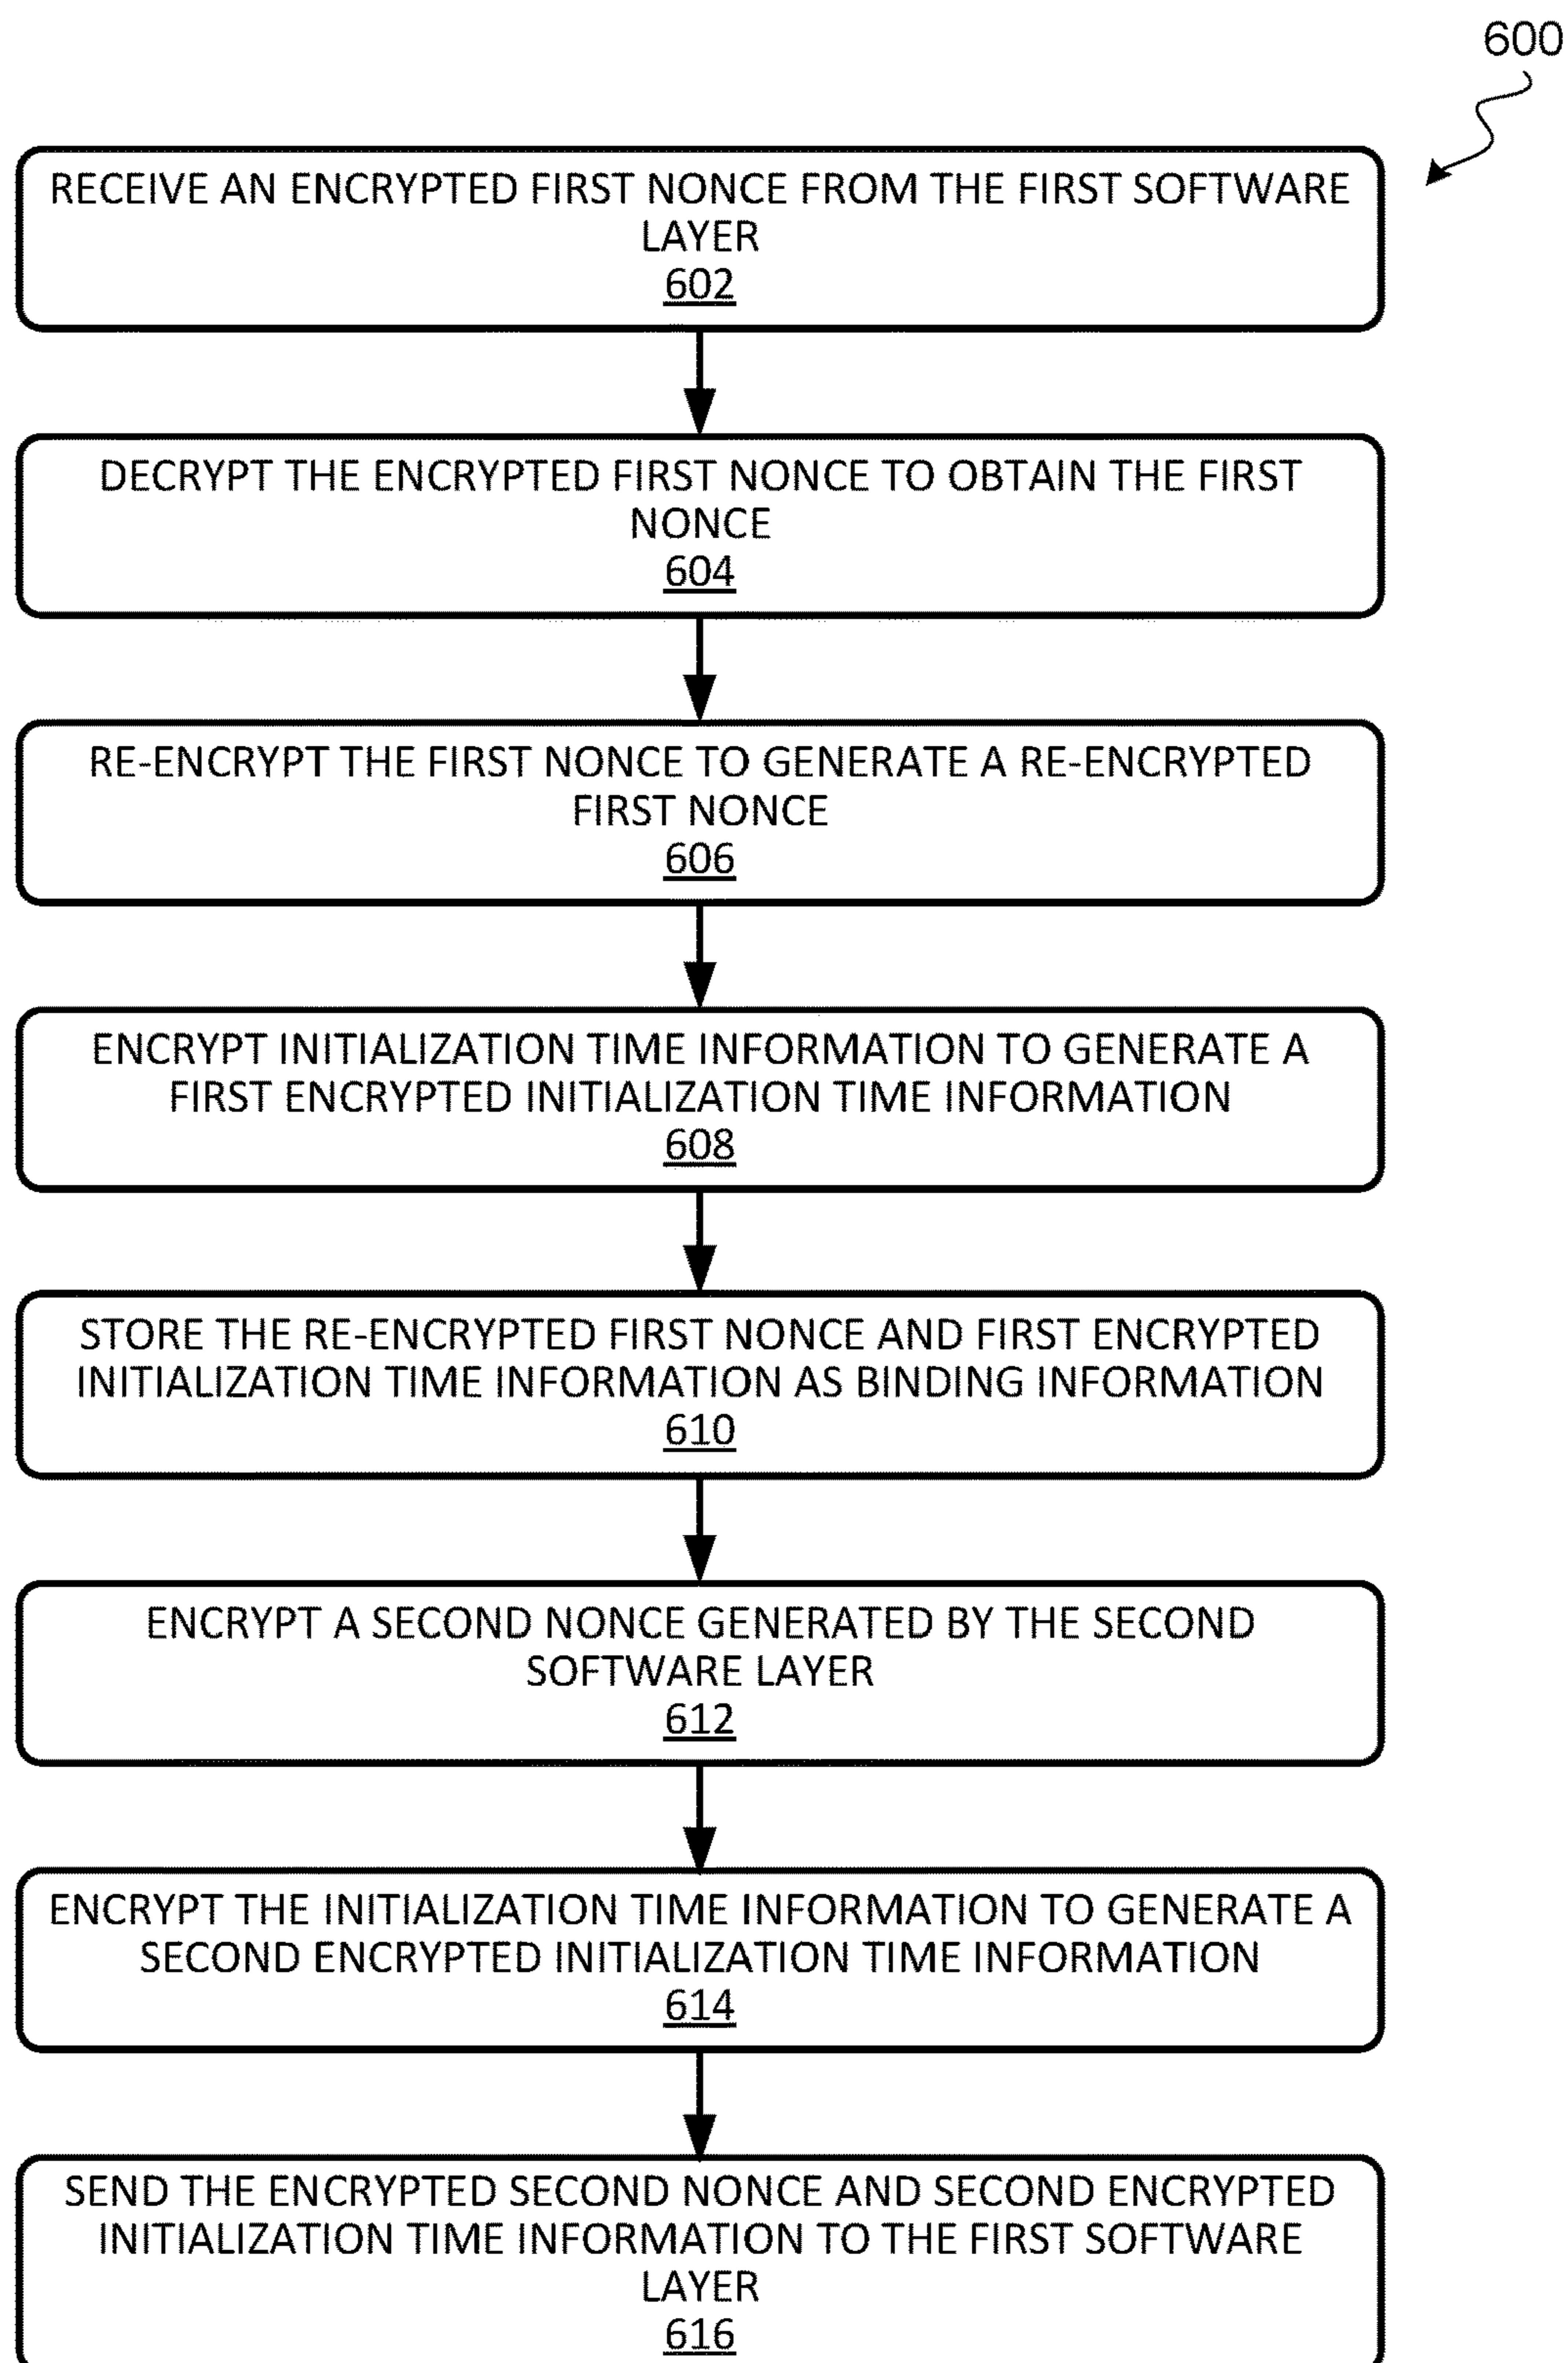 600
RECEIVE AN ENCRYPTED FIRST NONCE FROM THE FIRST SOFTWARE
LAYER
602
DECRYPT THE ENCRYPTED FIRST NONCE TO OBTAIN THE FIRST
NONCE
604
RE-ENCRYPT THE FIRST NONCE TO GENERATE A RE-ENCRYPTED
FIRST NONCE
606
ENCRYPT INITIALIZATION TIME INFORMATION TO GENERATE A
FIRST ENCRYPTED INITIALIZATION TIME INFORMATION
608
STORE THE RE-ENCRYPTED FIRST NONCE AND FIRST ENCRYPTED
INITIALIZATION TIME INFORMATION AS BINDING INFORMATION
610
ENCRYPT A SECOND NONCE GENERATED BY THE SECOND
SOFTWARE LAYER
612
ENCRYPT THE INITIALIZATION TIME INFORMATION TO GENERATE A
SECOND ENCRYPTED INITIALIZATION TIME INFORMATION
614
SEND THE ENCRYPTED SECOND NONCE AND SECOND ENCRYPTED
INITIALIZATION TIME INFORMATION TO THE FIRST SOFTWARE
LAYER
616